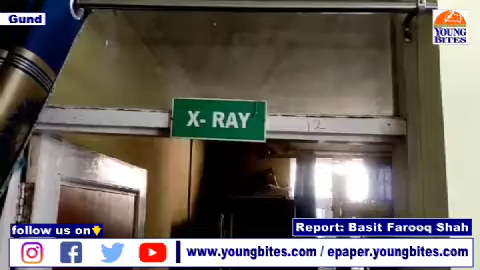 Gund
YOUNG
BITES
X- RAY
12
follow us on
Report: Basit Farooq Shah
www.youngbites.com / epaper.youngbites.com